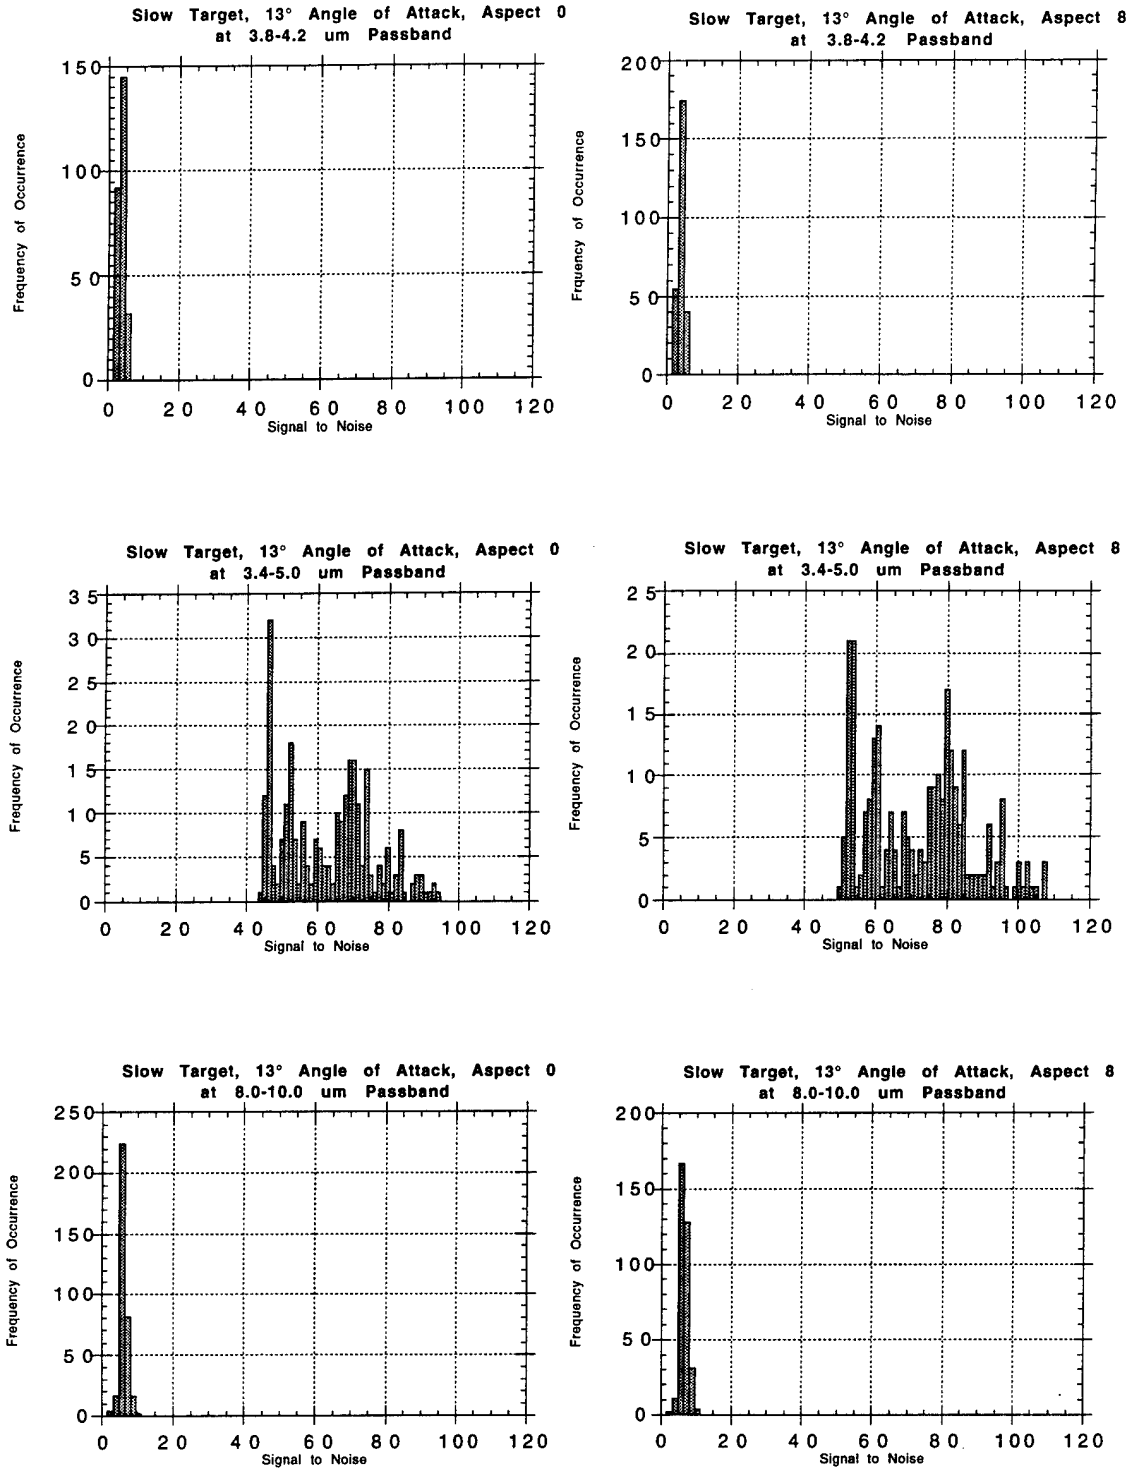 Slow Target, 13° Angle of Attack, Aspect 0
at 3.8-4.2 um Passband
150
100
50
0
Frequency of Occurrence
0 20 40 60 80 100 120
Signal to Noise
Slow Target, 13° Angle of Attack, Aspect 8
at 3.8-4.2 Passband
200
150
100
50
0
Frquency of Occurrence
0 20 40 60 80 100 120
Signal to Noise
Slow Target, 13° Angle of Attack, Aspect 0
at 3.4-5.0 um Passband
35
30
25
20
15
10
5
0
Frequency of Occurrence
0 20 40 60 80 100 120
Signal to Noise
Slow Target, 13° Angle of Attack, Aspect 8
at 3.4-5.0 um Passband
25
20
15
10
5
0
Frequency of Occurrence
0 20 40 60 80 100 120
Signal to Noise
Slow Target, 13° Angle of Attack, Aspect 0
at 8.0-10.0 um Passband
250
200
150
100
50
0
Frequency of Occurrence
0 20 40 60 80 100 120
Signal to Noise
Slow Target, 13° Angle of Attack, Aspect 8
at 8.0-10.0 um Passband
200
150
100
50
0
Frequency of Occurrence
0 20 40 60 80 100 120
Signal to Noise